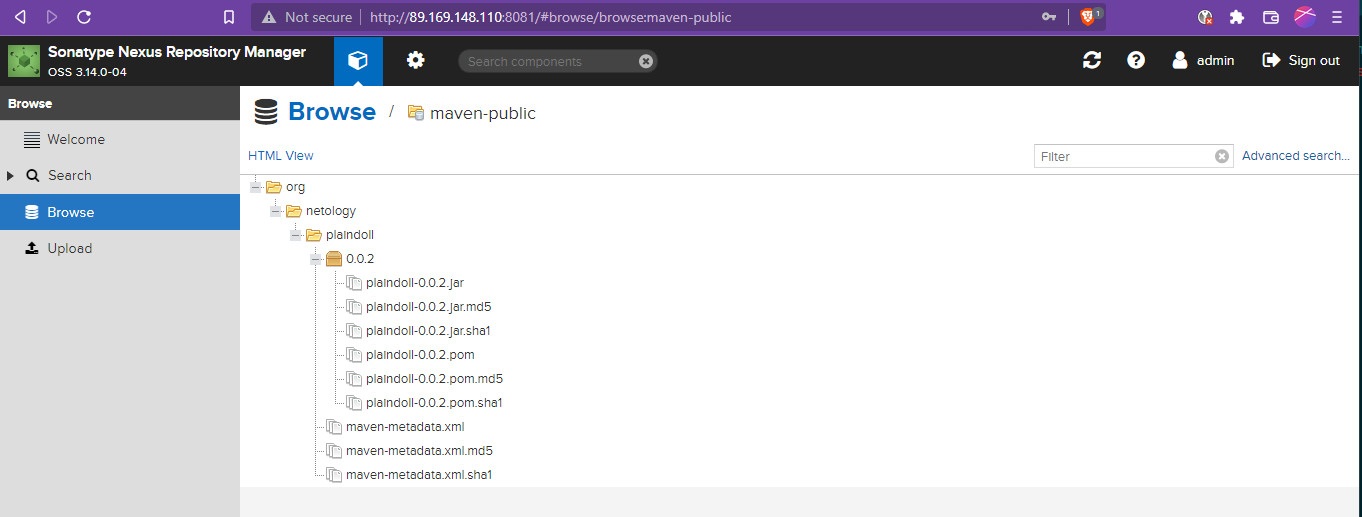 Not secure http://89.169.148.110:8081/#browse/browse:maven-public 1
Sonatype Nexus Repository Manager
OSS 3.14.0-04
Search components
admin Sign out
Browse
Browse / maven-public
Welcome
HTML View Filter Advanced search...
Search
Browse
Upload
org
netology
plaindoll
0.0.2
plaindoll-0.0.2.jar
plaindoll-0.0.2.jar.md5
plaindoll-0.0.2.jar.sha1
plaindoll-0.0.2.pom
plaindoll-0.0.2.pom.md5
plaindoll-0.0.2.pom.sha1
maven-metadata.xml
maven-metadata.xml.md5
maven-metadata.xml.sha1